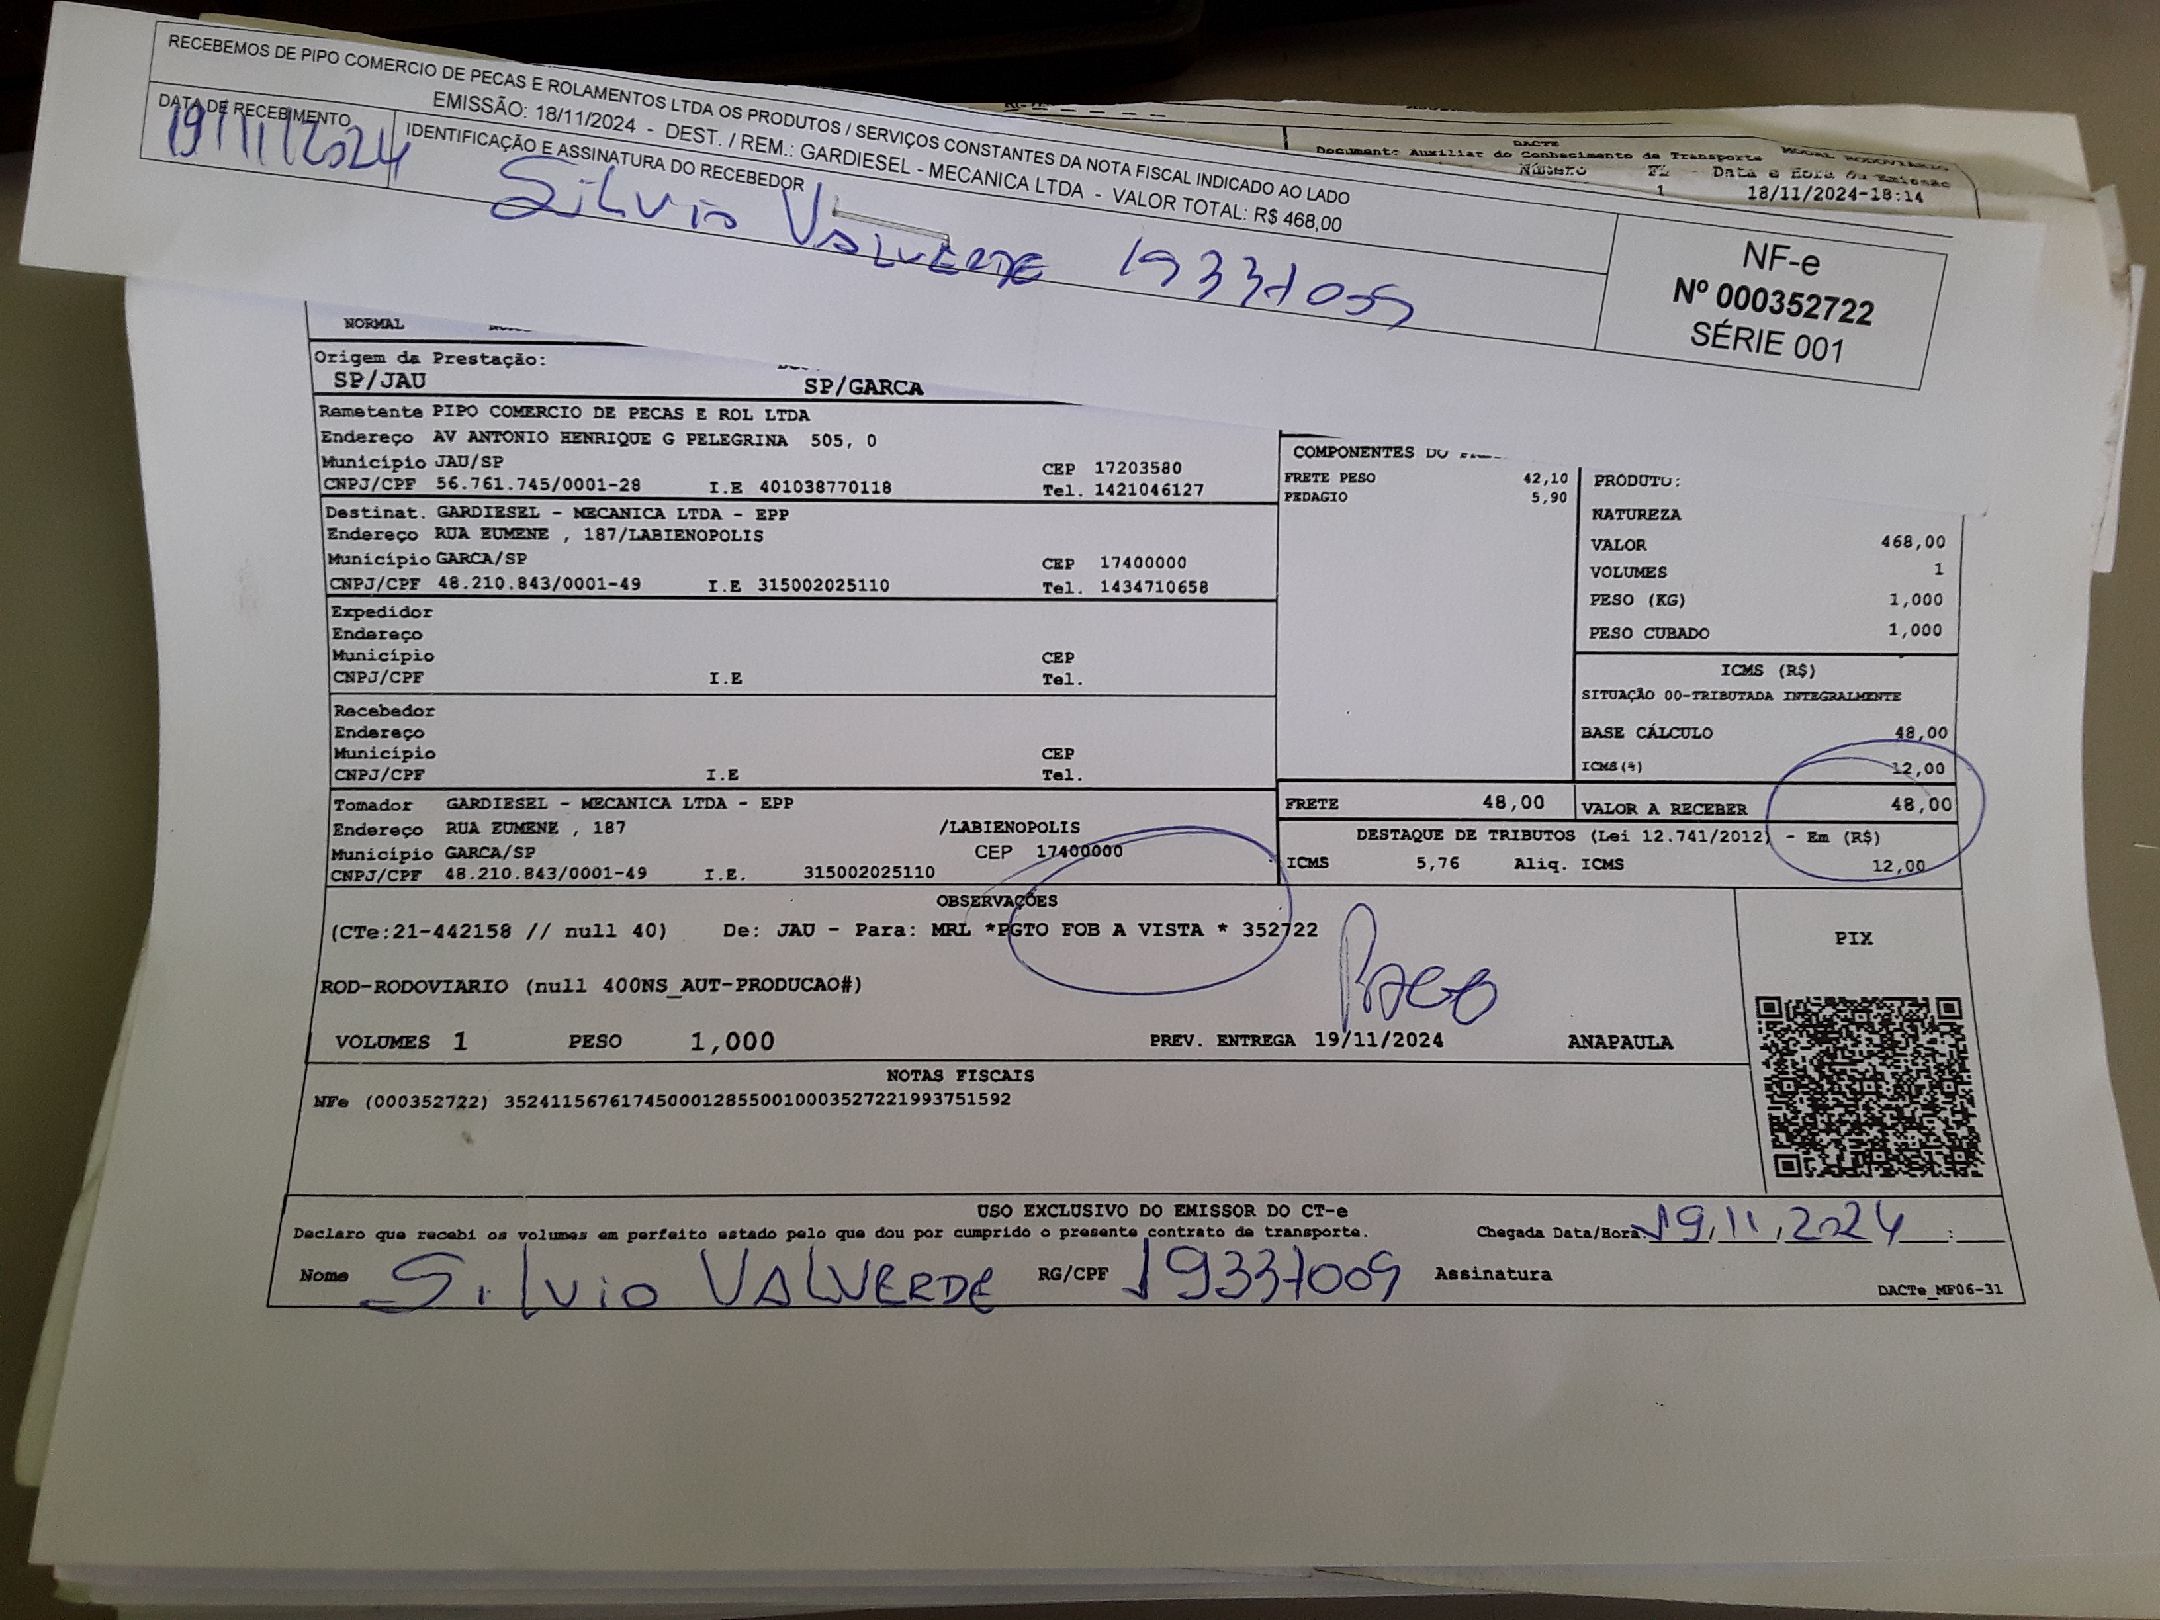 RECEBEMOS DE PIPO COMERCIO DE PECAS E ROLAMENTOS LTDA OS PRODUTOS / SERVIÇOS CONSTANTES DA NOTA FISCAL INDICADO AO LADO
EMISSÃO: 18/11/2024 - DEST. / REM.: GARDIESEL - MECANICA LTDA - VALOR TOTAL: R$ 468,00
DATA DE RECEBIMENTO
19/11/2024
IDENTIFICAÇÃO E ASSINATURA DO RECEBEDOR
Silvio VALVERDE 19337009
NF-e
Nº 000352722
SÉRIE 001
DACTE
Documento Auxiliar do Conhecimento de Transporte
MODAL RODOVIÁRIO
Número FL Data e Hora da Emissão
1 18/11/2024-18:14
NORMAL
Origem da Prestação:
SP/JAU SP/GARCA
Remetente PIPO COMERCIO DE PECAS E ROL LTDA
Endereço AV ANTONIO HENRIQUE G PELEGRINA 505, 0
Município JAU/SP CEP 17203580
CNPJ/CPF 56.761.745/0001-28 I.E 401038770118 Tel. 1421046127
Destinat. GARDIESEL - MECANICA LTDA - EPP
Endereço RUA EUMENE , 187/LABIENOPOLIS
Município GARCA/SP CEP 17400000
CNPJ/CPF 48.210.843/0001-49 I.E 315002025110 Tel. 1434710658
Expedidor
Endereço
Município CEP
CNPJ/CPF I.E Tel.
Recebedor
Endereço
Município CEP
CNPJ/CPF I.E Tel.
Tomador GARDIESEL - MECANICA LTDA - EPP
Endereço RUA EUMENE , 187 /LABIENOPOLIS
Município GARCA/SP CEP 17400000
CNPJ/CPF 48.210.843/0001-49 I.E. 315002025110
COMPONENTES DO
FRETE PESO 42,10
PEDAGIO 5,90
PRODUTO:
NATUREZA
VALOR 468,00
VOLUMES 1
PESO (KG) 1,000
PESO CUBADO 1,000
ICMS (R$)
SITUAÇÃO 00-TRIBUTADA INTEGRALMENTE
BASE CÁLCULO 48,00
ICMS(%) 12,00
FRETE 48,00 VALOR A RECEBER 48,00
DESTAQUE DE TRIBUTOS (Lei 12.741/2012) - Em (R$)
ICMS 5,76 Aliq. ICMS 12,00
OBSERVAÇÕES
(CTe:21-442158 // null 40) De: JAU - Para: MRL *PGTO FOB A VISTA * 352722
PAGO
ROD-RODOVIARIO (null 400NS_AUT-PRODUCAO#)
VOLUMES 1 PESO 1,000 PREV. ENTREGA 19/11/2024 ANAPAULA
PIX
NOTAS FISCAIS
NFe (000352722) 35241156761745000128550010003527221993751592
USO EXCLUSIVO DO EMISSOR DO CT-e
Declaro que recebi os volumes em perfeito estado pelo que dou por cumprido o presente contrato de transporte. Chegada Data/Hora: 19/11/2024 :
Nome Silvio VALVERDE RG/CPF 19337009 Assinatura
DACTe_MF06-31